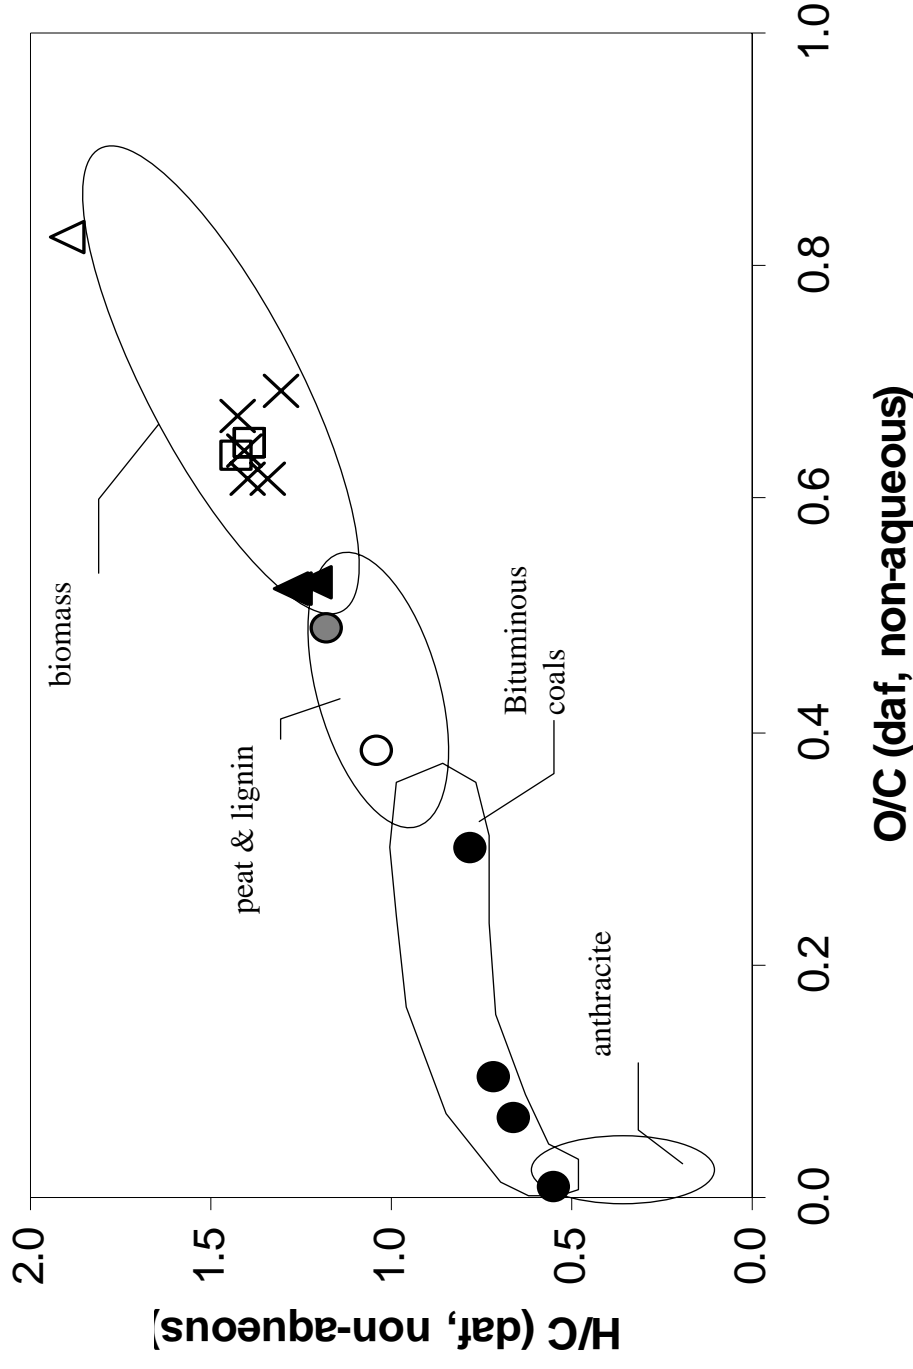 2.0
1.5
1.0
0.5
0.0
H/C (daf, non-aqueous)
0.0
0.2
0.4
0.6
0.8
1.0
O/C (daf, non-aqueous)
biomass
peat & lignin
Bituminous
coals
anthracite